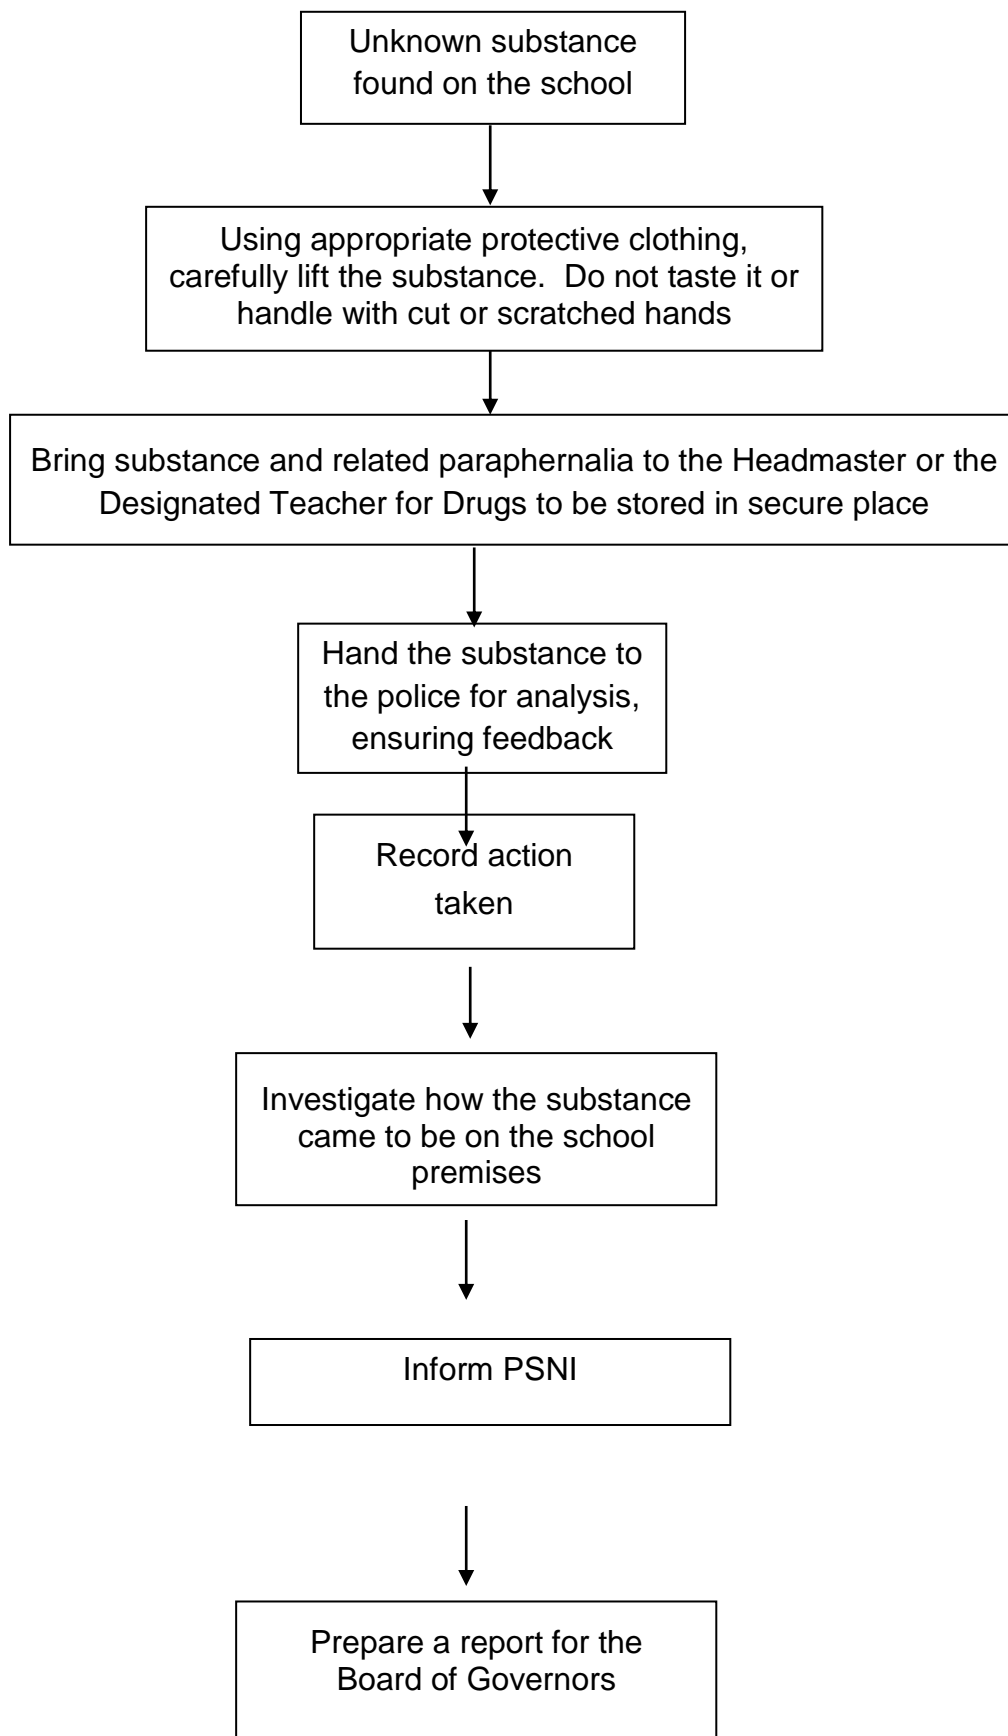 Unknown substance
found on the school
Using appropriate protective clothing,
carefully lift the substance.  Do not taste it or
handle with cut or scratched hands
Bring substance and related paraphernalia to the Headmaster or the
Designated Teacher for Drugs to be stored in secure place
Hand the substance to
the police for analysis,
ensuring feedback
Record action
taken
Investigate how the substance
came to be on the school
premises
Inform PSNI
Prepare a report for the
Board of Governors